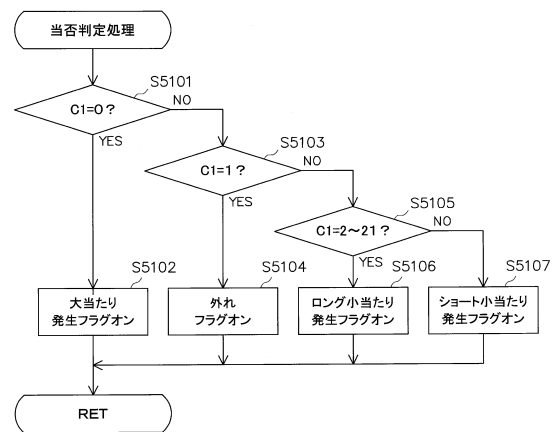 当否判定処理
S5101
C1=0?
NO
YES
S5103
C1=1?
NO
YES
S5105
C1=2~21?
NO
YES
S5102
大当たり
発生フラグオン
S5104
外れ
フラグオン
S5106
ロング小当たり
発生フラグオン
S5107
ショート小当たり
発生フラグオン
RET